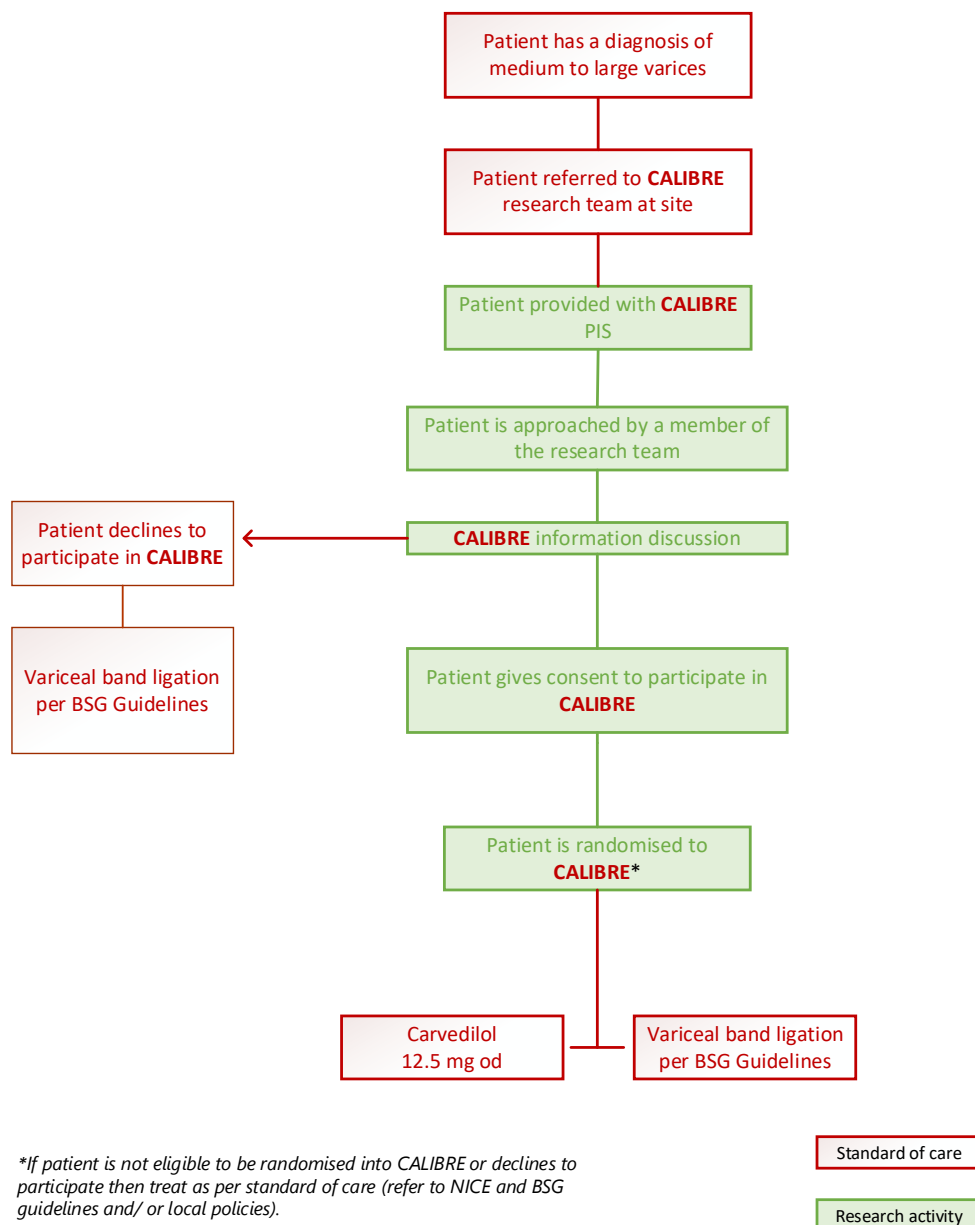 Patient has a diagnosis of
medium to large varices
Patient referred to CALIBRE
research team at site
Patient provided with CALIBRE
PIS
Patient is approached by a member of
the research team
CALIBRE information discussion
Patient declines to
participate in CALIBRE
Variceal band ligation
per BSG Guidelines
Patient gives consent to participate in
CALIBRE
Patient is randomised to
CALIBRE*
Carvedilol
12.5 mg od
Variceal band ligation
per BSG Guidelines
*If patient is not eligible to be randomised into CALIBRE or declines to
participate then treat as per standard of care (refer to NICE and BSG
guidelines and/ or local policies).
Standard of care
Research activity